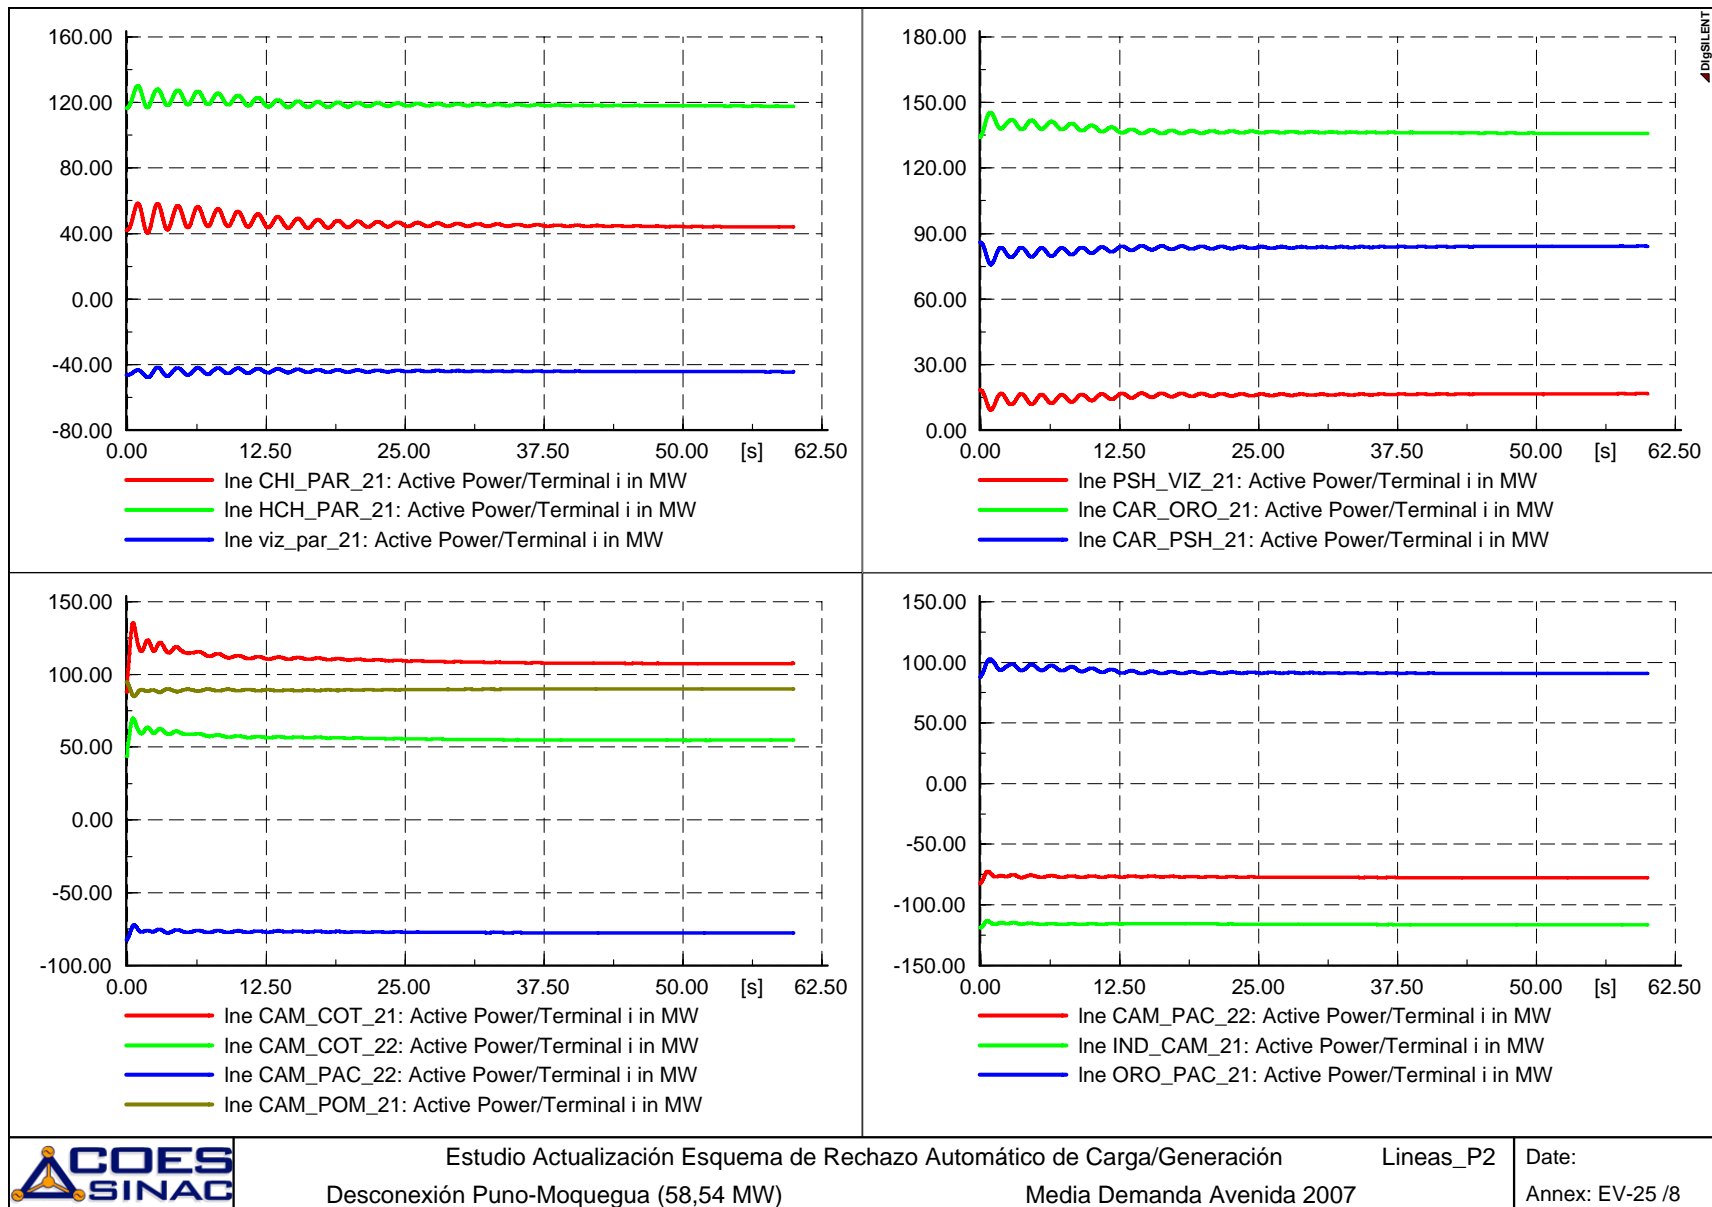 DIgSILENT
160.00
120.00
80.00
40.00
0.00
-40.00
-80.00
0.00 12.50 25.00 37.50 50.00 [s] 62.50
lne CHI_PAR_21: Active Power/Terminal i in MW
lne HCH_PAR_21: Active Power/Terminal i in MW
lne viz_par_21: Active Power/Terminal i in MW
180.00
150.00
120.00
90.00
60.00
30.00
0.00
0.00 12.50 25.00 37.50 50.00 [s] 62.50
lne PSH_VIZ_21: Active Power/Terminal i in MW
lne CAR_ORO_21: Active Power/Terminal i in MW
lne CAR_PSH_21: Active Power/Terminal i in MW
150.00
100.00
50.00
0.00
-50.00
-100.00
0.00 12.50 25.00 37.50 50.00 [s] 62.50
lne CAM_COT_21: Active Power/Terminal i in MW
lne CAM_COT_22: Active Power/Terminal i in MW
lne CAM_PAC_22: Active Power/Terminal i in MW
lne CAM_POM_21: Active Power/Terminal i in MW
150.00
100.00
50.00
0.00
-50.00
-100.00
-150.00
0.00 12.50 25.00 37.50 50.00 [s] 62.50
lne CAM_PAC_22: Active Power/Terminal i in MW
lne IND_CAM_21: Active Power/Terminal i in MW
lne ORO_PAC_21: Active Power/Terminal i in MW
COES
SINAC
Estudio Actualización Esquema de Rechazo Automático de Carga/Generación Lineas_P2
Desconexión Puno-Moquegua (58,54 MW) Media Demanda Avenida 2007
Date:
Annex: EV-25 /8